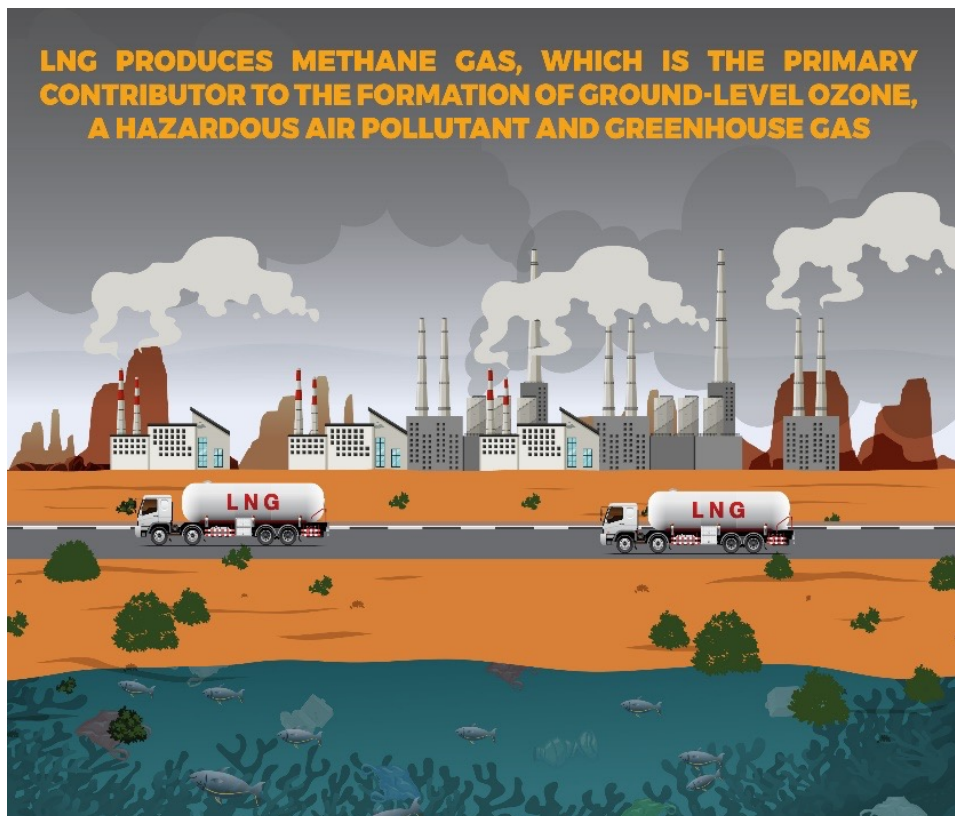 LNG PRODUCES METHANE GAS, WHICH IS THE PRIMARY
CONTRIBUTOR TO THE FORMATION OF GROUND-LEVEL OZONE,
A HAZARDOUS AIR POLLUTANT AND GREENHOUSE GAS
LNG
LNG